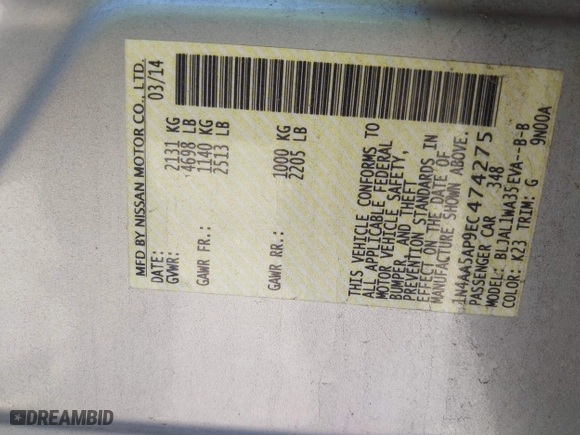 MFD BY NISSAN MOTOR CO., LTD.
DATE: 03/14
GVWR: 2131 KG
4698 LB
GAWR FR.: 1140 KG
2513 LB
GAWR RR.: 1000 KG
2205 LB
THIS VEHICLE CONFORMS TO
ALL APPLICABLE FEDERAL
MOTOR VEHICLE SAFETY,
BUMPER, AND THEFT
PREVENTION STANDARDS IN
EFFECT ON THE DATE OF
MANUFACTURE SHOWN ABOVE.
1N4AA5AP9EC474275
PASSENGER CAR 348
MODEL: BLJALIWA35EVA--B-B
COLOR: K23 TRIM: G 9W00A
DREAMBID